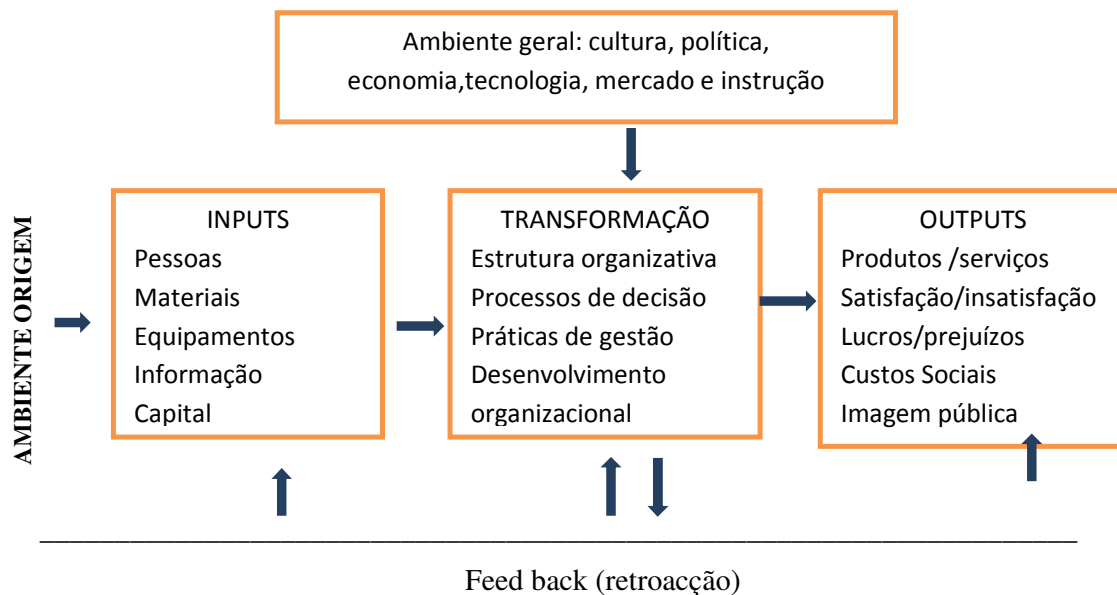 Ambiente geral: cultura, política,
economia,tecnologia, mercado e instrução
AMBIENTE ORIGEM
INPUTS
Pessoas
Materiais
Equipamentos
Informação
Capital
TRANSFORMAÇÃO
Estrutura organizativa
Processos de decisão
Práticas de gestão
Desenvolvimento
organizacional
OUTPUTS
Produtos /serviços
Satisfação/insatisfação
Lucros/prejuízos
Custos Sociais
Imagem pública
Feed back (retroacção)